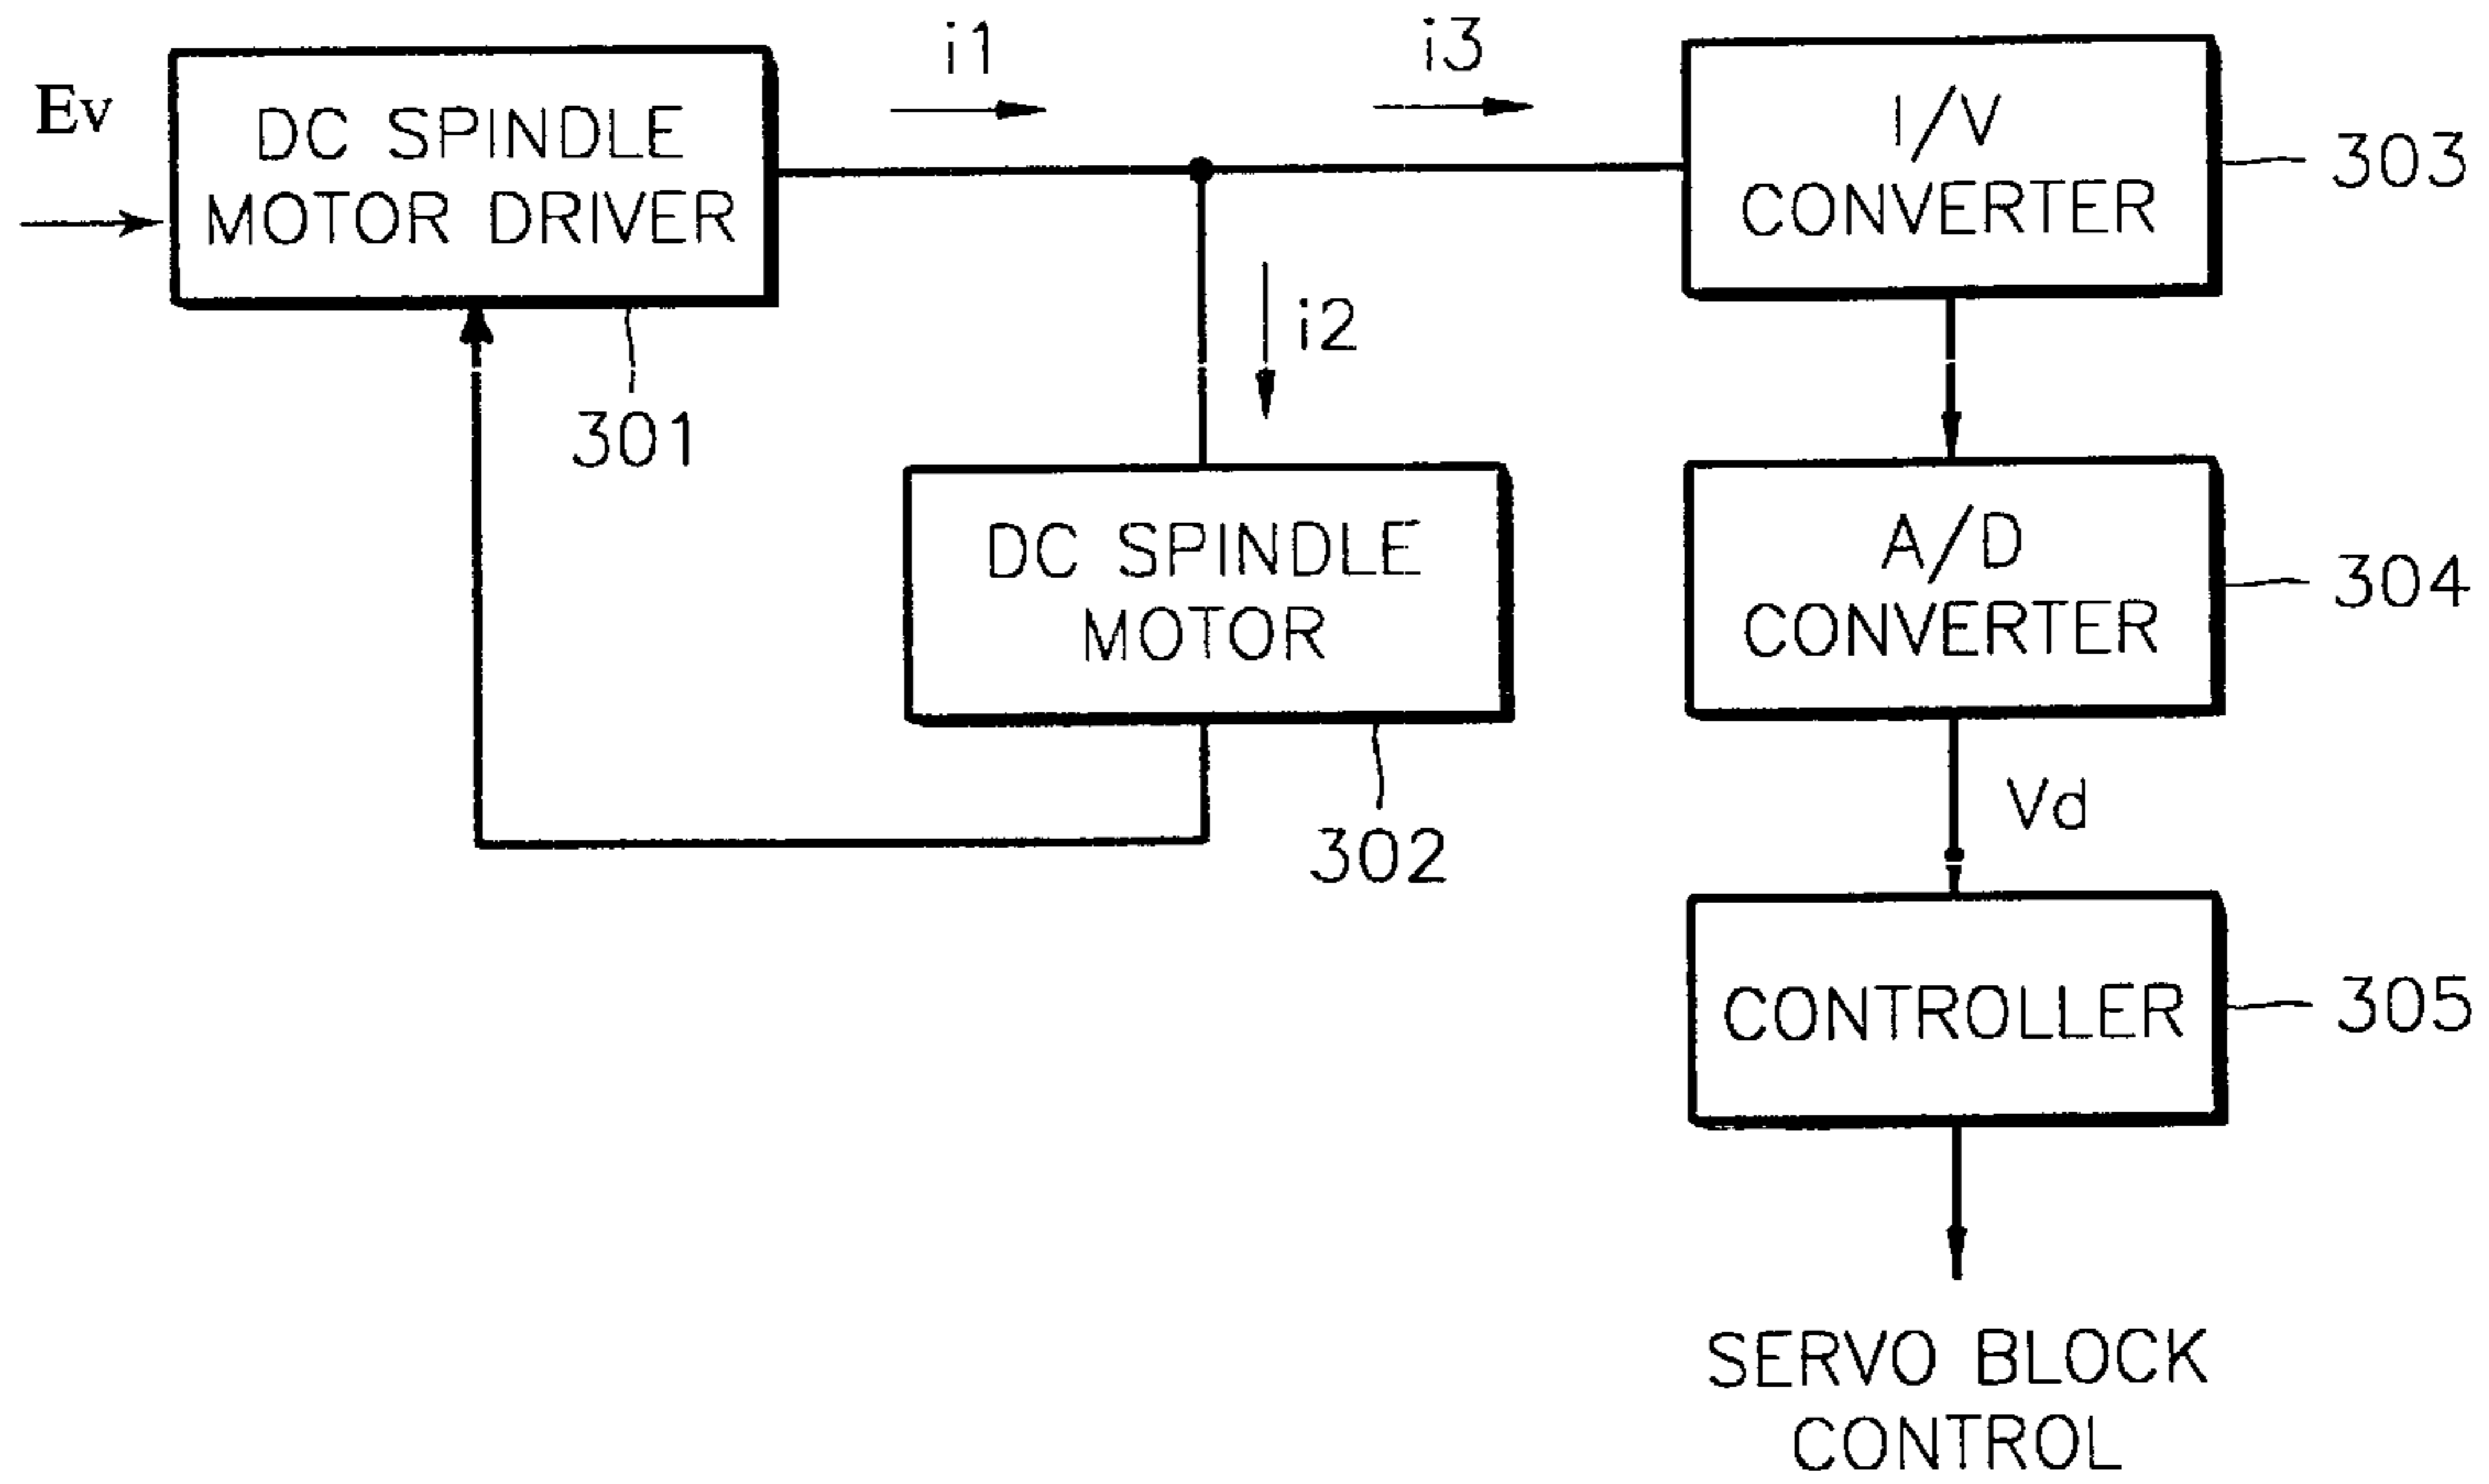 Ev
DC SPINDLE
MOTOR DRIVER
301
i1
i3
I/V
CONVERTER
303
i2
DC SPINDLE
MOTOR
302
A/D
CONVERTER
304
Vd
CONTROLLER
305
SERVO BLOCK
CONTROL